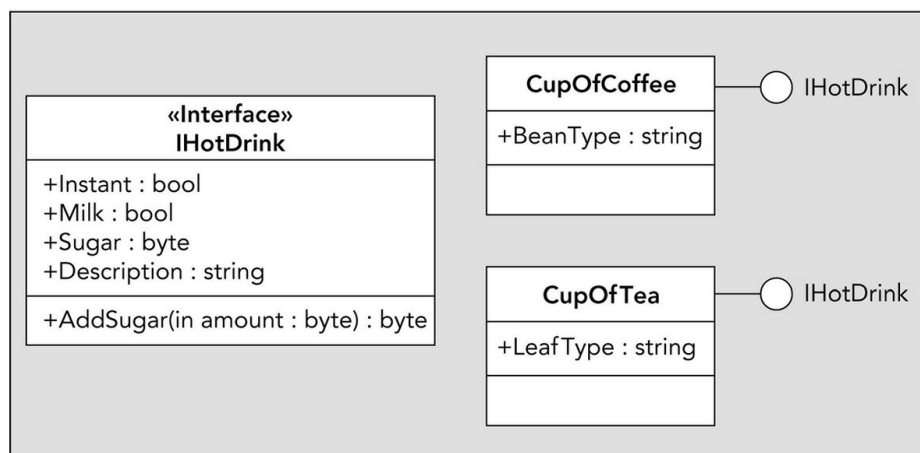 «Interface»
IHotDrink
+Instant : bool
+Milk : bool
+Sugar : byte
+Description : string
+AddSugar(in amount : byte) : byte
CupOfCoffee
+BeanType : string
IHotDrink
CupOfTea
+LeafType : string
IHotDrink